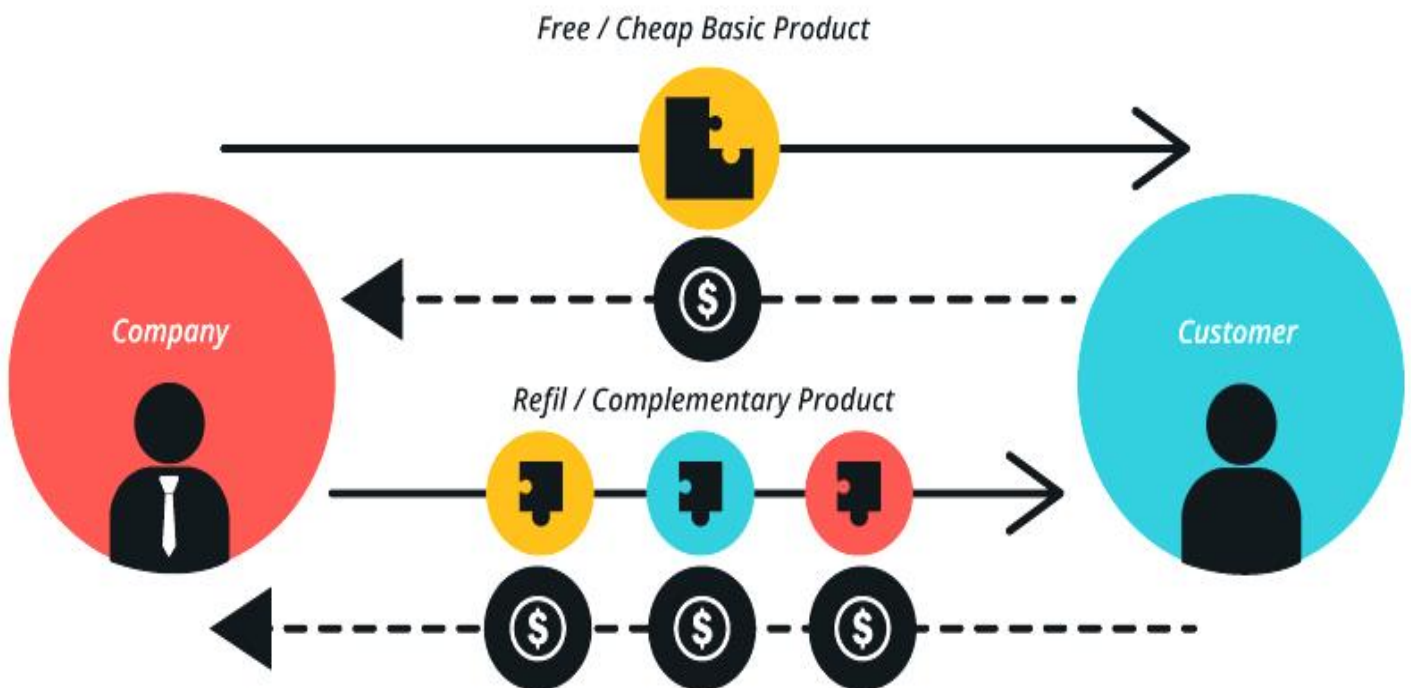 Free / Cheap Basic Product
$
Company
Customer
Refil / Complementary Product
$ $ $